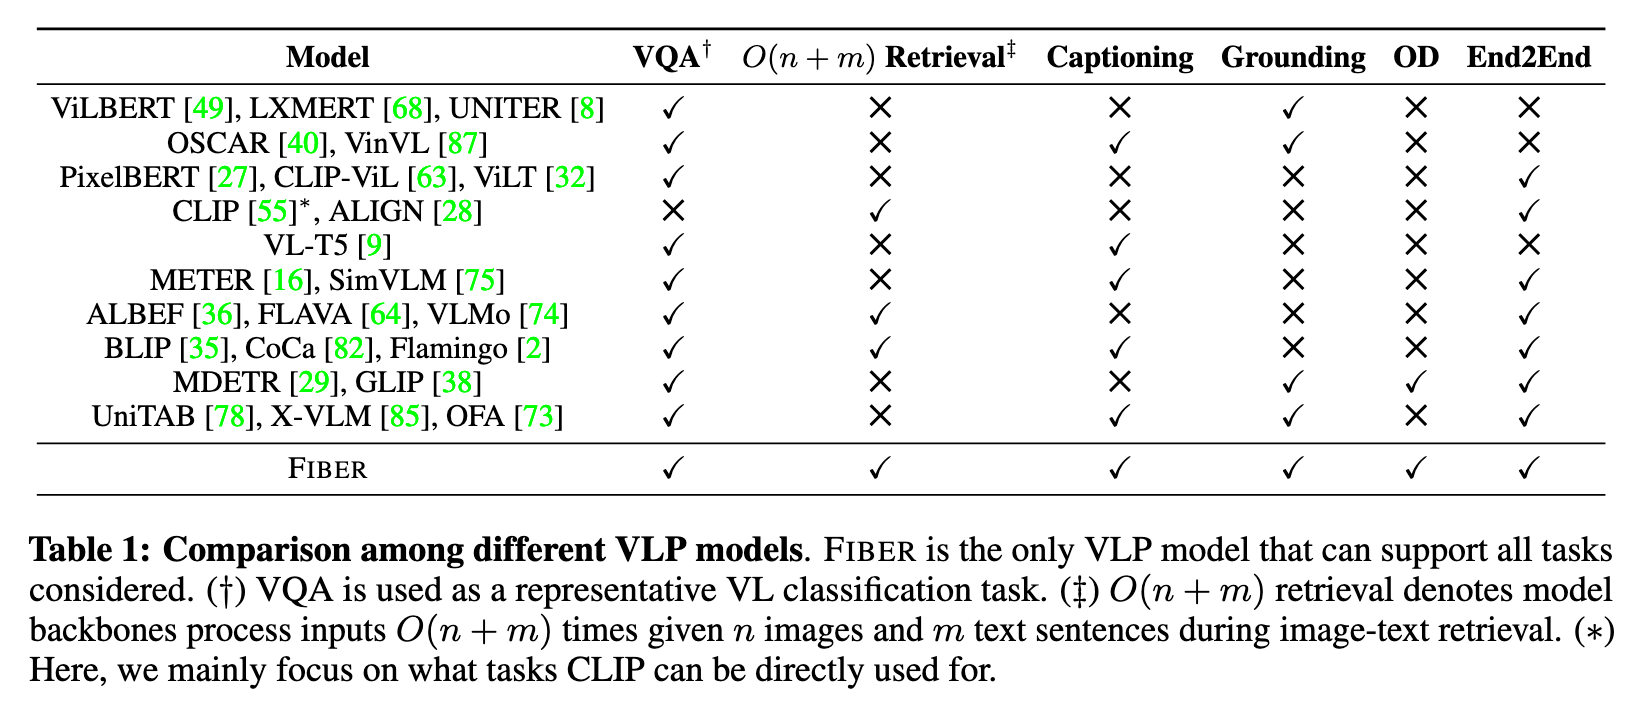 Model VQA† O(n + m) Retrieval‡ Captioning Grounding OD End2End
ViLBERT [49], LXMERT [68], UNITER [8] ✓ ✕ ✕ ✓ ✕ ✕
OSCAR [40], VinVL [87] ✓ ✕ ✓ ✓ ✕ ✕
PixelBERT [27], CLIP-ViL [63], ViLT [32] ✓ ✕ ✕ ✕ ✕ ✓
CLIP [55]*, ALIGN [28] ✕ ✓ ✕ ✕ ✕ ✓
VL-T5 [9] ✓ ✕ ✓ ✕ ✕ ✕
METER [16], SimVLM [75] ✓ ✕ ✓ ✕ ✕ ✓
ALBEF [36], FLAVA [64], VLMo [74] ✓ ✓ ✕ ✕ ✕ ✓
BLIP [35], CoCa [82], Flamingo [2] ✓ ✓ ✓ ✕ ✕ ✓
MDETR [29], GLIP [38] ✓ ✕ ✕ ✓ ✓ ✓
UniTAB [78], X-VLM [85], OFA [73] ✓ ✕ ✓ ✓ ✕ ✓
FIBER ✓ ✓ ✓ ✓ ✓ ✓
Table 1: Comparison among different VLP models. FIBER is the only VLP model that can support all tasks
considered. (†) VQA is used as a representative VL classification task. (‡) O(n + m) retrieval denotes model
backbones process inputs O(n + m) times given n images and m text sentences during image-text retrieval. (*)
Here, we mainly focus on what tasks CLIP can be directly used for.